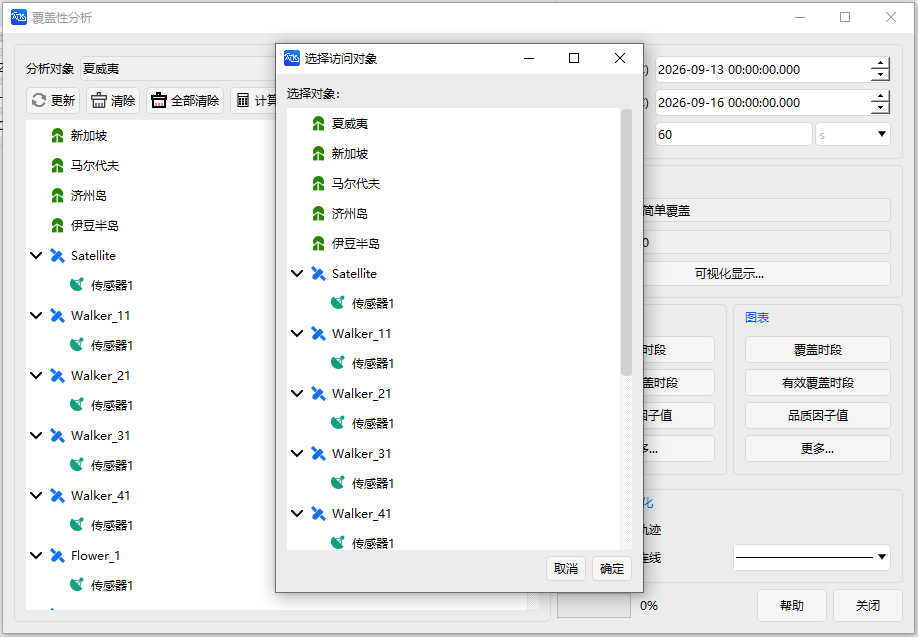 覆盖性分析
分析对象 夏威夷
更新 清除 全部清除 计算
新加坡
马尔代夫
济州岛
伊豆半岛
Satellite
传感器1
Walker_11
传感器1
Walker_21
传感器1
Walker_31
传感器1
Walker_41
传感器1
Flower_1
传感器1
选择访问对象
选择对象:
夏威夷
新加坡
马尔代夫
济州岛
伊豆半岛
Satellite
传感器1
Walker_11
传感器1
Walker_21
传感器1
Walker_31
传感器1
Walker_41
传感器1
取消 确定
2026-09-13 00:00:00.000
2026-09-16 00:00:00.000
60 s
简单覆盖
0
可视化显示...
时段
盖时段
子值
...
图表
覆盖时段
有效覆盖时段
品质因子值
更多...
化
轨迹
连线
0%
帮助 关闭